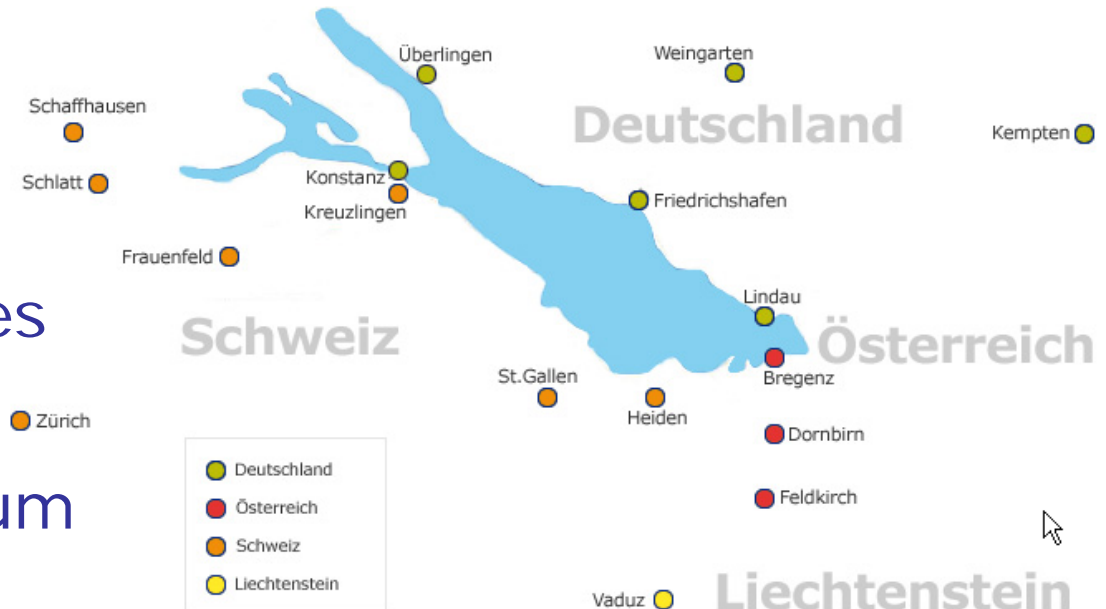 Überlingen
Weingarten
Schaffhausen
Deutschland
Kempten
Konstanz
Schlatt
Friedrichshafen
Kreuzlingen
Frauenfeld
Lindau
es
Schweiz
Österreich
St.Gallen
Bregenz
Heiden
Zürich
Dornbirn
Deutschland
Feldkirch
Österreich
um
Schweiz
Liechtenstein
Vaduz
Liechtenstein